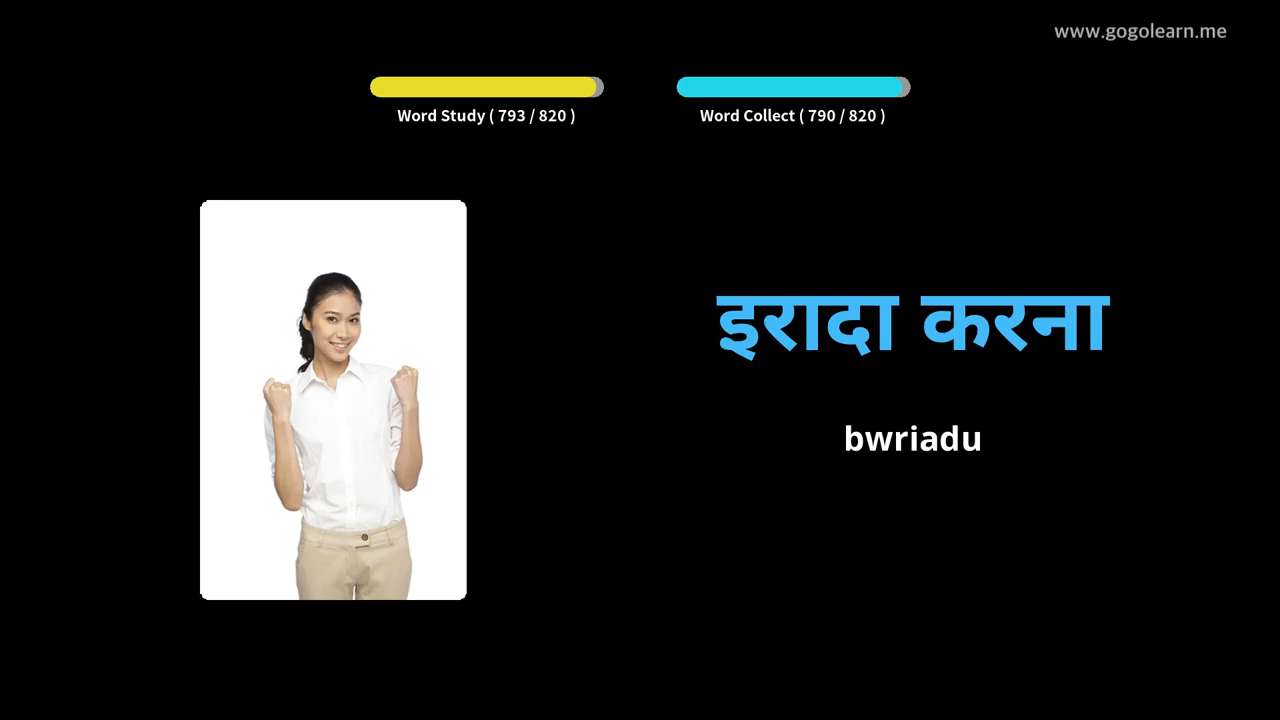 www.gogolearn.me
Word Study ( 793 / 820 )
Word Collect ( 790 / 820 )
इरादा करना
bwriadu